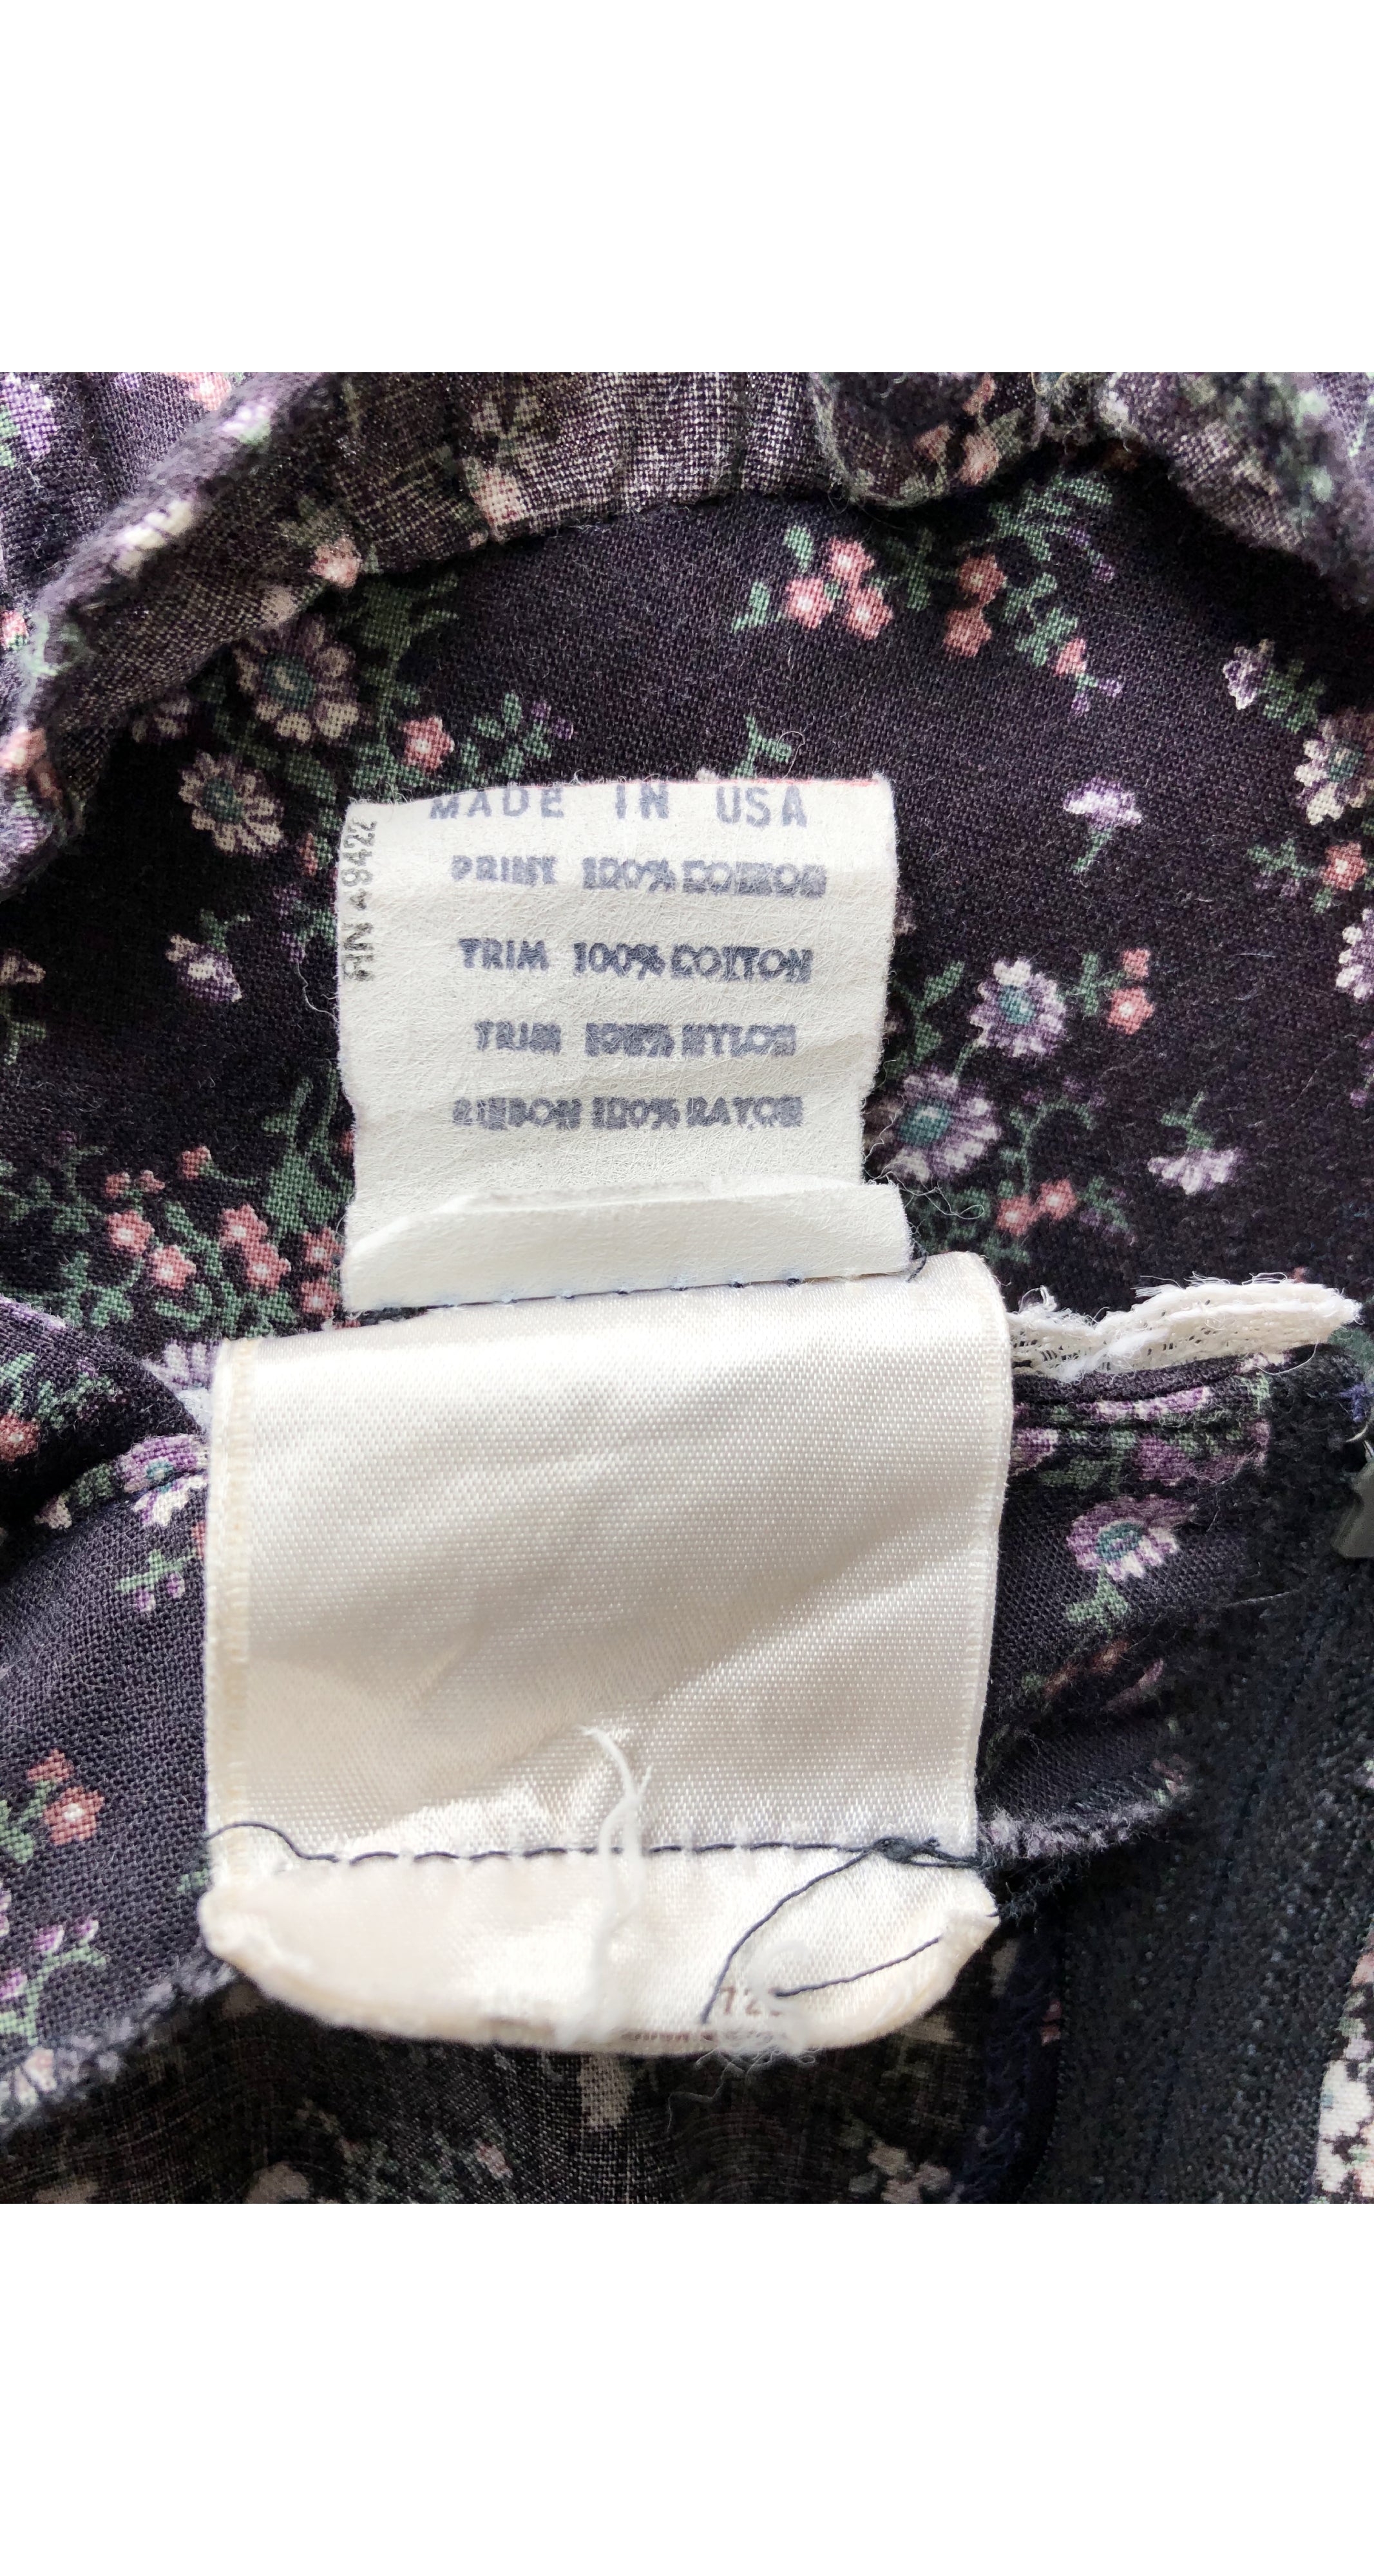 MADE IN USA
RN 49422
PRINT 100% COTTON
TRIM 100% COTTON
TRIM 100% NYLON
RIBBON 100% RAYON